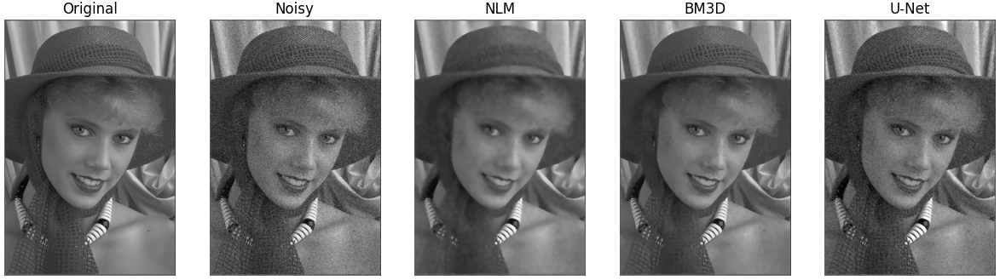 Original
Noisy
NLM
BM3D
U-Net